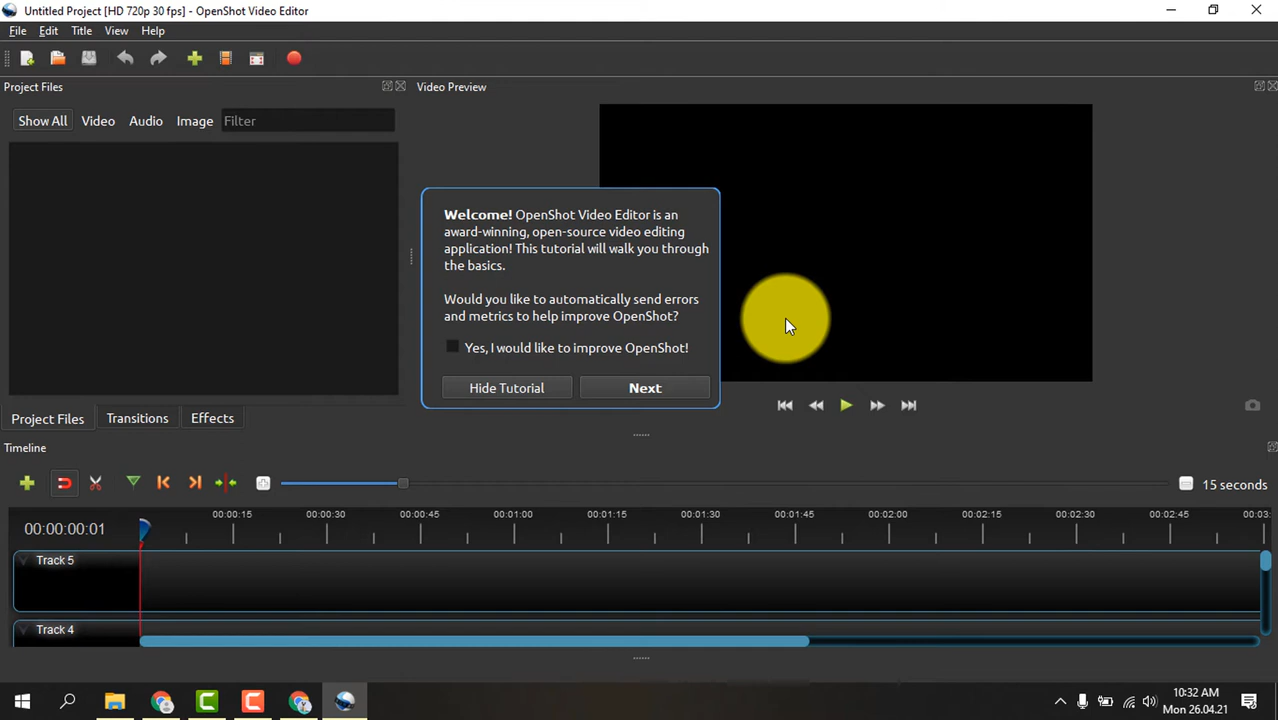 Untitled Project [HD 720p 30 fps] - OpenShot Video Editor
File Edit Title View Help
Project Files
Video Preview
Show All Video Audio Image Filter
Welcome! OpenShot Video Editor is an
award-winning, open-source video editing
application! This tutorial will walk you through
the basics.
Would you like to automatically send errors
and metrics to help improve OpenShot?
Yes, I would like to improve OpenShot!
Hide Tutorial Next
Project Files Transitions Effects
Timeline
15 seconds
00:00:00:01
00:00:15 00:00:30 00:00:45 00:01:00 00:01:15 00:01:30 00:01:45 00:02:00 00:02:15 00:02:30 00:02:45 00:03:
Track 5
Track 4
10:32 AM
Mon 26.04.21